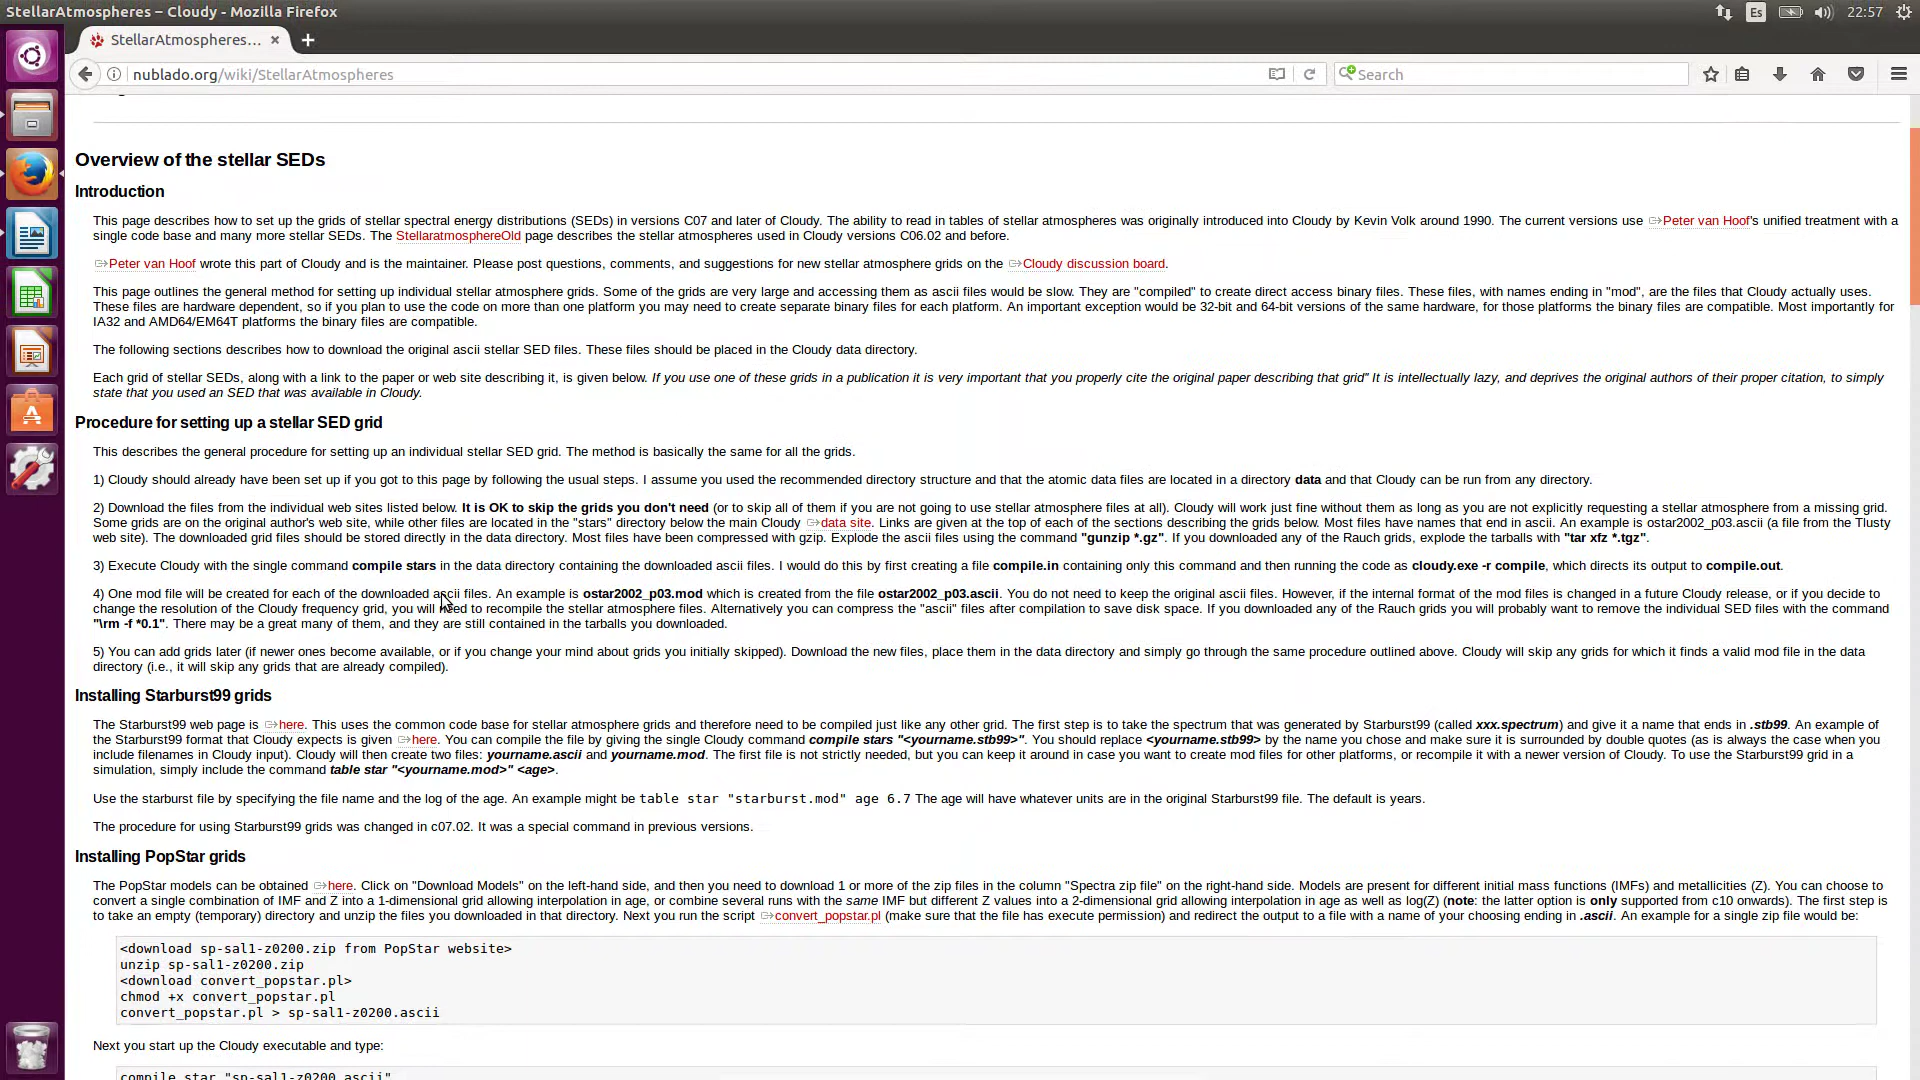 StellarAtmospheres – Cloudy - Mozilla Firefox
Es
22:57
StellarAtmospheres...
nublado.org/wiki/StellarAtmospheres
Search
Overview of the stellar SEDs
Introduction
This page describes how to set up the grids of stellar spectral energy distributions (SEDs) in versions C07 and later of Cloudy. The ability to read in tables of stellar atmospheres was originally introduced into Cloudy by Kevin Volk around 1990. The current versions use Peter van Hoof's unified treatment with a
single code base and many more stellar SEDs. The StellaratmosphereOld page describes the stellar atmospheres used in Cloudy versions C06.02 and before.
Peter van Hoof wrote this part of Cloudy and is the maintainer. Please post questions, comments, and suggestions for new stellar atmosphere grids on the Cloudy discussion board.
This page outlines the general method for setting up individual stellar atmosphere grids. Some of the grids are very large and accessing them as ascii files would be slow. They are "compiled" to create direct access binary files. These files, with names ending in "mod", are the files that Cloudy actually uses.
These files are hardware dependent, so if you plan to use the code on more than one platform you may need to create separate binary files for each platform. An important exception would be 32-bit and 64-bit versions of the same hardware, for those platforms the binary files are compatible. Most importantly for
IA32 and AMD64/EM64T platforms the binary files are compatible.
The following sections describes how to download the original ascii stellar SED files. These files should be placed in the Cloudy data directory.
Each grid of stellar SEDs, along with a link to the paper or web site describing it, is given below. If you use one of these grids in a publication it is very important that you properly cite the original paper describing that grid" It is intellectually lazy, and deprives the original authors of their proper citation, to simply
state that you used an SED that was available in Cloudy.
Procedure for setting up a stellar SED grid
This describes the general procedure for setting up an individual stellar SED grid. The method is basically the same for all the grids.
1) Cloudy should already have been set up if you got to this page by following the usual steps. I assume you used the recommended directory structure and that the atomic data files are located in a directory data and that Cloudy can be run from any directory.
2) Download the files from the individual web sites listed below. It is OK to skip the grids you don't need (or to skip all of them if you are not going to use stellar atmosphere files at all). Cloudy will work just fine without them as long as you are not explicitly requesting a stellar atmosphere from a missing grid.
Some grids are on the original author's web site, while other files are located in the "stars" directory below the main Cloudy data site. Links are given at the top of each of the sections describing the grids below. Most files have names that end in ascii. An example is ostar2002_p03.ascii (a file from the Tlusty
web site). The downloaded grid files should be stored directly in the data directory. Most files have been compressed with gzip. Explode the ascii files using the command "gunzip *.gz". If you downloaded any of the Rauch grids, explode the tarballs with "tar xfz *.tgz".
3) Execute Cloudy with the single command compile stars in the data directory containing the downloaded ascii files. I would do this by first creating a file compile.in containing only this command and then running the code as cloudy.exe -r compile, which directs its output to compile.out.
4) One mod file will be created for each of the downloaded ascii files. An example is ostar2002_p03.mod which is created from the file ostar2002_p03.ascii. You do not need to keep the original ascii files. However, if the internal format of the mod files is changed in a future Cloudy release, or if you decide to
change the resolution of the Cloudy frequency grid, you will need to recompile the stellar atmosphere files. Alternatively you can compress the "ascii" files after compilation to save disk space. If you downloaded any of the Rauch grids you will probably want to remove the individual SED files with the command
"\rm -f *0.1". There may be a great many of them, and they are still contained in the tarballs you downloaded.
5) You can add grids later (if newer ones become available, or if you change your mind about grids you initially skipped). Download the new files, place them in the data directory and simply go through the same procedure outlined above. Cloudy will skip any grids for which it finds a valid mod file in the data
directory (i.e., it will skip any grids that are already compiled).
Installing Starburst99 grids
The Starburst99 web page is here. This uses the common code base for stellar atmosphere grids and therefore need to be compiled just like any other grid. The first step is to take the spectrum that was generated by Starburst99 (called xxx.spectrum) and give it a name that ends in .stb99. An example of
the Starburst99 format that Cloudy expects is given here. You can compile the file by giving the single Cloudy command compile stars "<yourname.stb99>". You should replace <yourname.stb99> by the name you chose and make sure it is surrounded by double quotes (as is always the case when you
include filenames in Cloudy input). Cloudy will then create two files: yourname.ascii and yourname.mod. The first file is not strictly needed, but you can keep it around in case you want to create mod files for other platforms, or recompile it with a newer version of Cloudy. To use the Starburst99 grid in a
simulation, simply include the command table star "<yourname.mod>" <age>.
Use the starburst file by specifying the file name and the log of the age. An example might be table star "starburst.mod" age 6.7 The age will have whatever units are in the original Starburst99 file. The default is years.
The procedure for using Starburst99 grids was changed in c07.02. It was a special command in previous versions.
Installing PopStar grids
The PopStar models can be obtained here. Click on "Download Models" on the left-hand side, and then you need to download 1 or more of the zip files in the column "Spectra zip file" on the right-hand side. Models are present for different initial mass functions (IMFs) and metallicities (Z). You can choose to
convert a single combination of IMF and Z into a 1-dimensional grid allowing interpolation in age, or combine several runs with the same IMF but different Z values into a 2-dimensional grid allowing interpolation in age as well as log(Z) (note: the latter option is only supported from c10 onwards). The first step is
to take an empty (temporary) directory and unzip the files you downloaded in that directory. Next you run the script convert_popstar.pl (make sure that the file has execute permission) and redirect the output to a file with a name of your choosing ending in .ascii. An example for a single zip file would be:
<download sp-sal1-z0200.zip from PopStar website>
unzip sp-sal1-z0200.zip
<download convert_popstar.pl>
chmod +x convert_popstar.pl
convert_popstar.pl > sp-sal1-z0200.ascii
Next you start up the Cloudy executable and type:
compile star "sp-sal1-z0200.ascii"